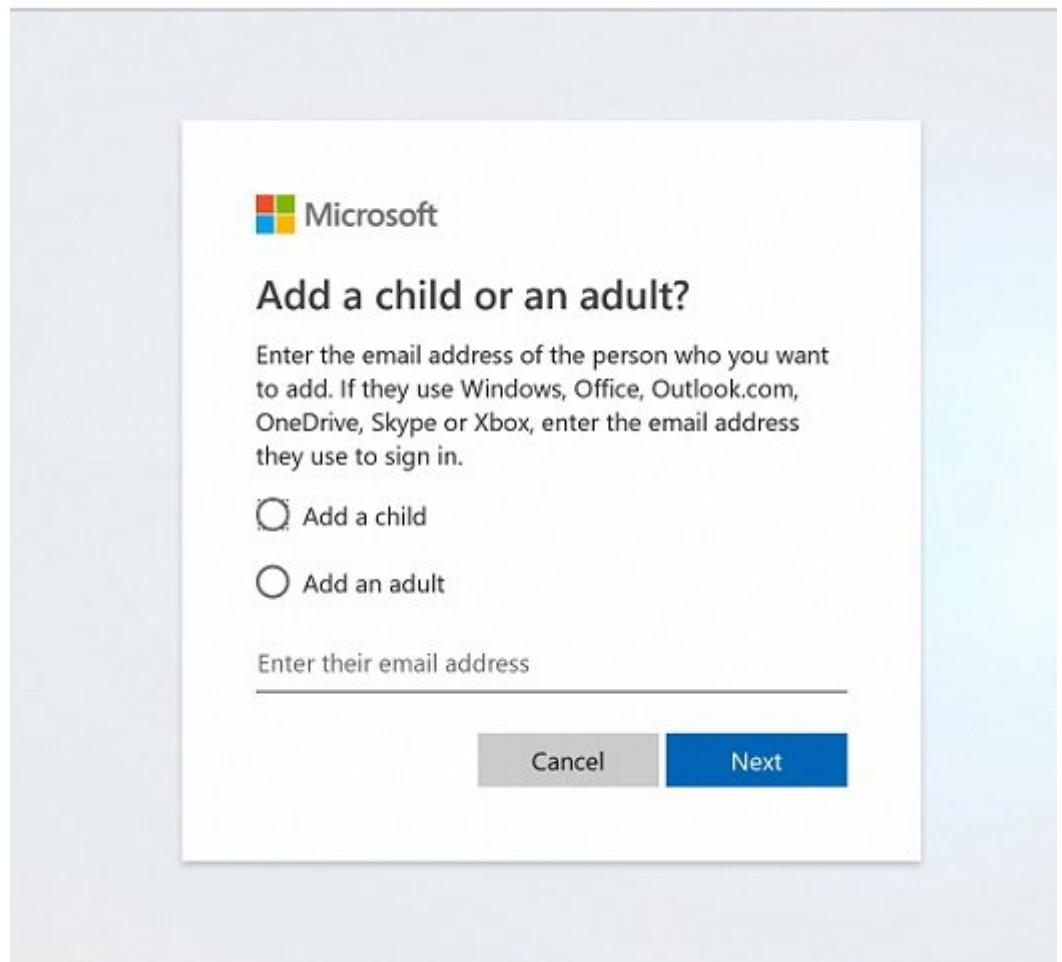 Microsoft
Add a child or an adult?
Enter the email address of the person who you want
to add. If they use Windows, Office, Outlook.com,
OneDrive, Skype or Xbox, enter the email address
they use to sign in.
Add a child
Add an adult
Enter their email address
Cancel
Next